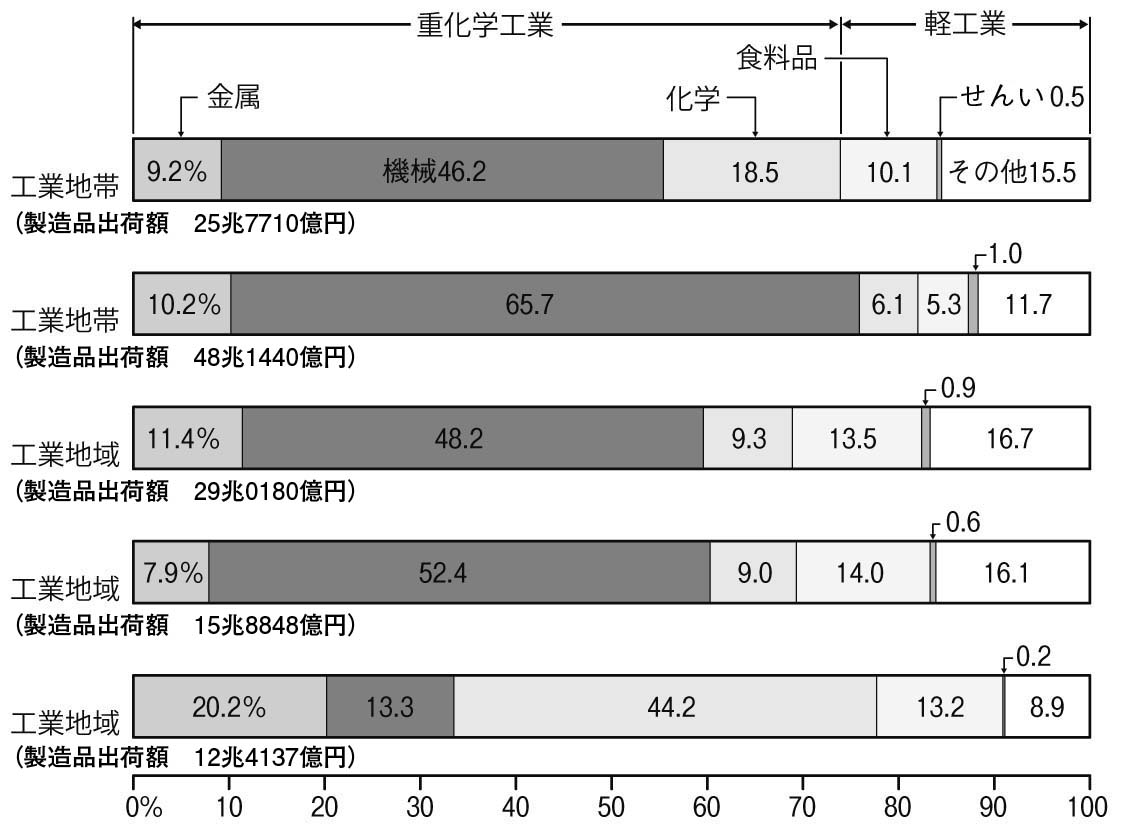 重化学工業 軽工業
食料品
金属 化学 せんい0.5
9.2% 機械46.2 18.5 10.1 その他15.5
工業地帯
(製造品出荷額 25兆7710億円)
1.0
10.2% 65.7 6.1 5.3 11.7
工業地帯
(製造品出荷額 48兆1440億円)
0.9
11.4% 48.2 9.3 13.5 16.7
工業地域
(製造品出荷額 29兆0180億円)
0.6
7.9% 52.4 9.0 14.0 16.1
工業地域
(製造品出荷額 15兆8848億円)
0.2
20.2% 13.3 44.2 13.2 8.9
工業地域
(製造品出荷額 12兆4137億円)
0% 10 20 30 40 50 60 70 80 90 100